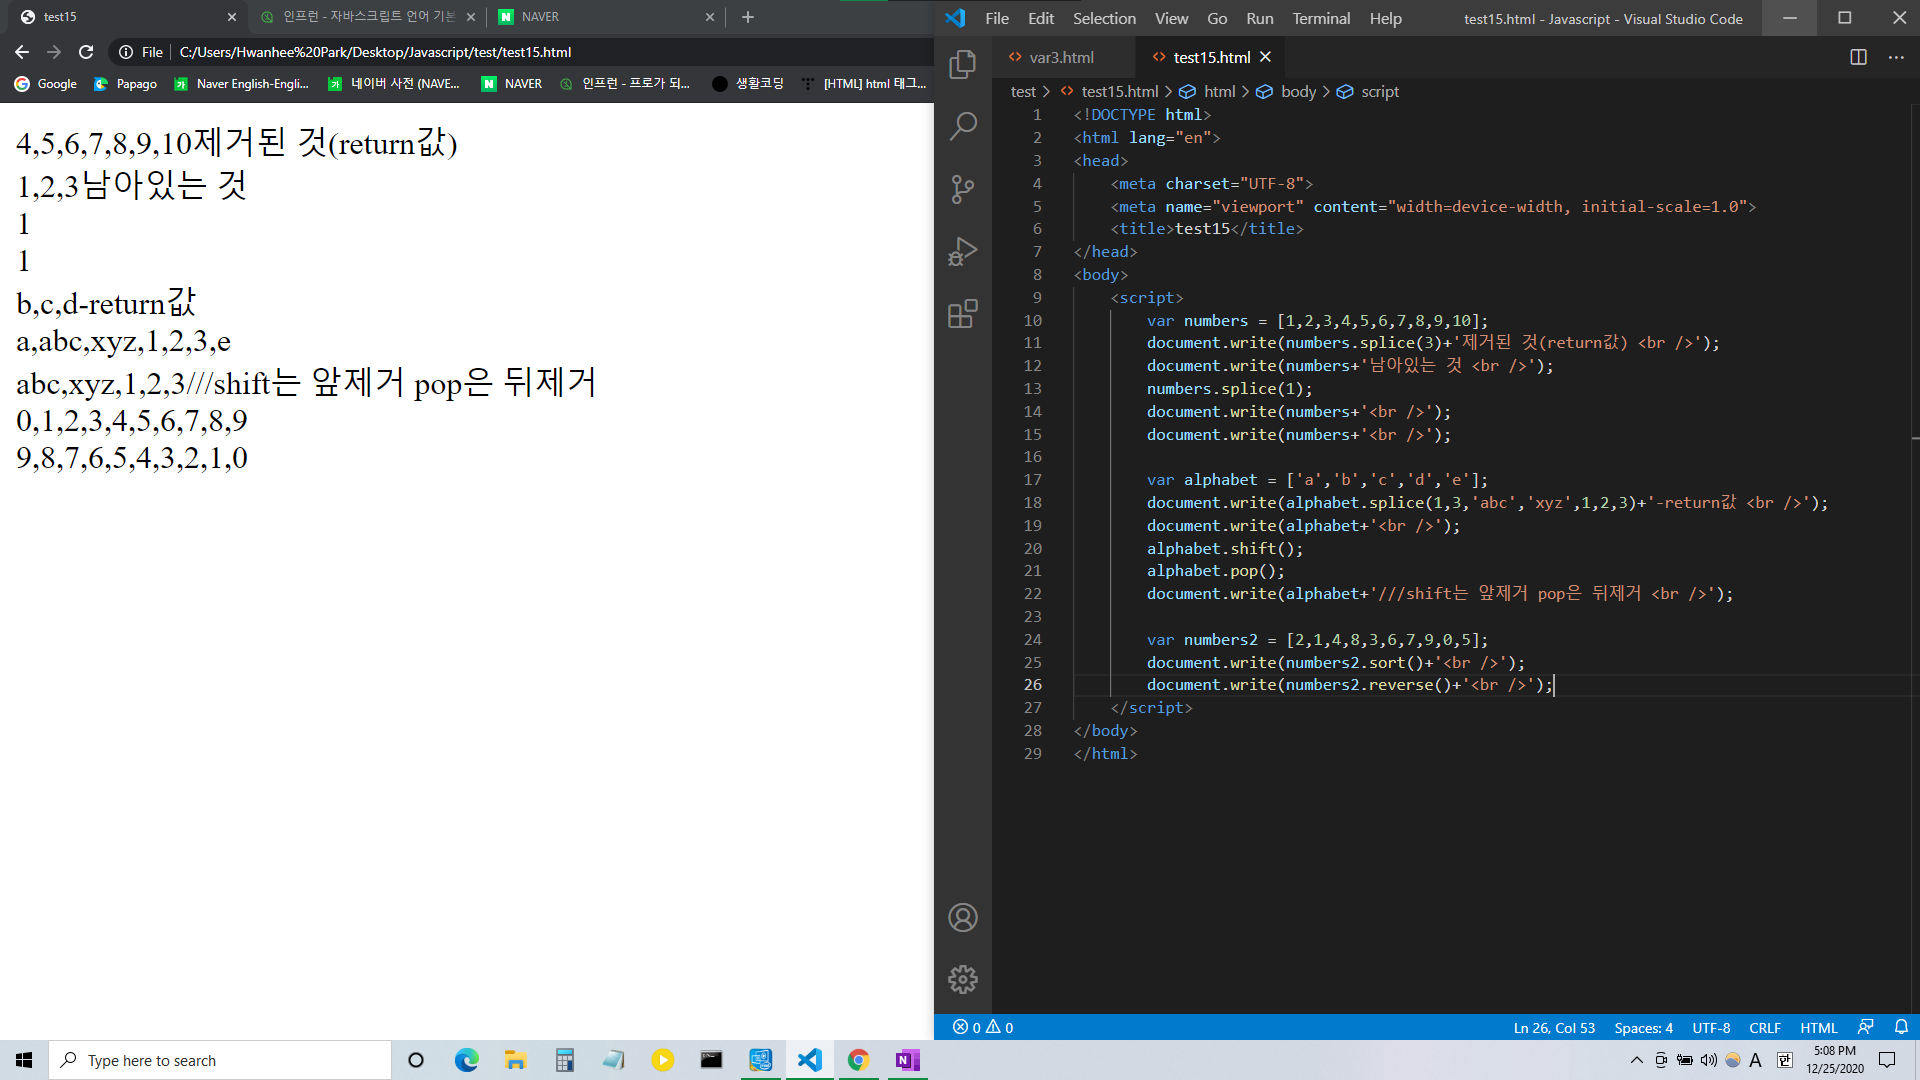 test15
인프런 - 자바스크립트 언어 기본
NAVER
File
C:/Users/Hwanhee%20Park/Desktop/Javascript/test/test15.html
Google
Papago
Naver English-Engli...
네이버 사전 (NAVE...
NAVER
인프런 - 프로가 되...
생활코딩
[HTML] html 태그...
4,5,6,7,8,9,10제거된 것(return값)
1,2,3남아있는 것
1
1
b,c,d-return값
a,abc,xyz,1,2,3,e
abc,xyz,1,2,3///shift는 앞제거 pop은 뒤제거
0,1,2,3,4,5,6,7,8,9
9,8,7,6,5,4,3,2,1,0
File Edit Selection View Go Run Terminal Help
test15.html - Javascript - Visual Studio Code
var3.html
test15.html
test > test15.html > html > body > script
1 <!DOCTYPE html>
2 <html lang="en">
3 <head>
4 <meta charset="UTF-8">
5 <meta name="viewport" content="width=device-width, initial-scale=1.0">
6 <title>test15</title>
7 </head>
8 <body>
9 <script>
10 var numbers = [1,2,3,4,5,6,7,8,9,10];
11 document.write(numbers.splice(3)+'제거된 것(return값) <br />');
12 document.write(numbers+'남아있는 것 <br />');
13 numbers.splice(1);
14 document.write(numbers+'<br />');
15 document.write(numbers+'<br />');
16
17 var alphabet = ['a','b','c','d','e'];
18 document.write(alphabet.splice(1,3,'abc','xyz',1,2,3)+'-return값 <br />');
19 document.write(alphabet+'<br />');
20 alphabet.shift();
21 alphabet.pop();
22 document.write(alphabet+'///shift는 앞제거 pop은 뒤제거 <br />');
23
24 var numbers2 = [2,1,4,8,3,6,7,9,0,5];
25 document.write(numbers2.sort()+'<br />');
26 document.write(numbers2.reverse()+'<br />');
27 </script>
28 </body>
29 </html>
0 0
Ln 26, Col 53 Spaces: 4 UTF-8 CRLF HTML
Type here to search
A 한
5:08 PM
12/25/2020